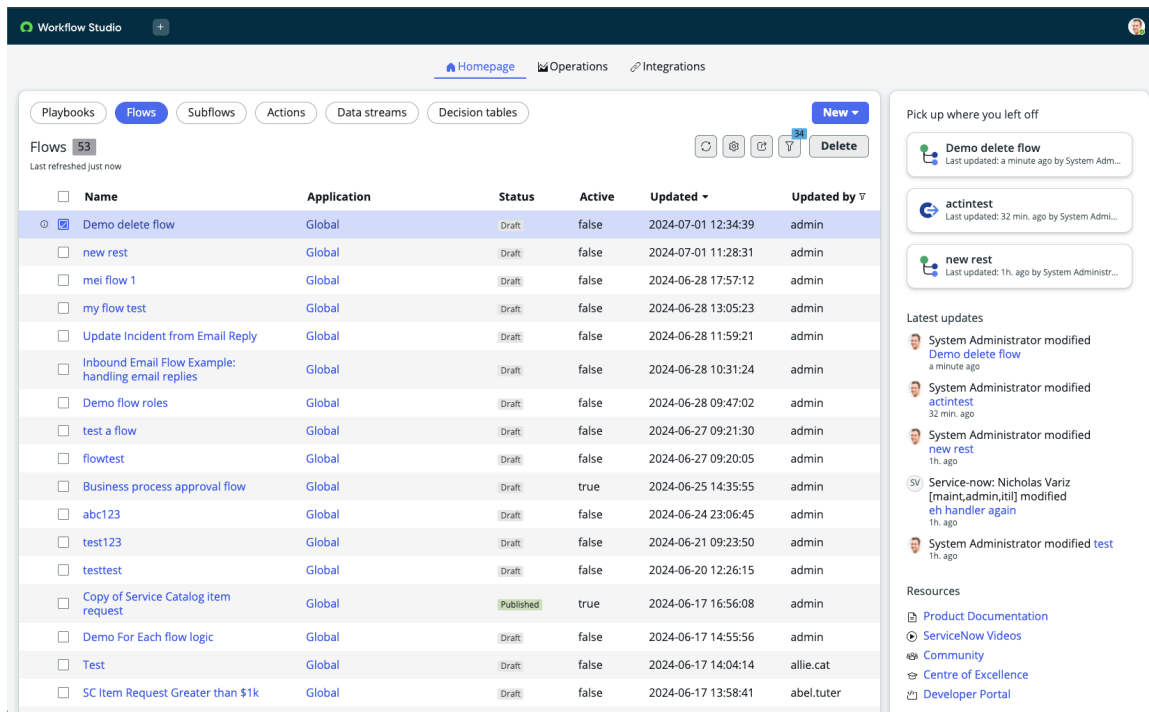 Workflow Studio
+
Homepage Operations Integrations
Playbooks Flows Subflows Actions Data streams Decision tables New
Flows 53 34 Delete
Last refreshed just now
Name Application Status Active Updated Updated by
Demo delete flow Global Draft false 2024-07-01 12:34:39 admin
new rest Global Draft false 2024-07-01 11:28:31 admin
mei flow 1 Global Draft false 2024-06-28 17:57:12 admin
my flow test Global Draft false 2024-06-28 13:05:23 admin
Update Incident from Email Reply Global Draft false 2024-06-28 11:59:21 admin
Inbound Email Flow Example:
handling email replies Global Draft false 2024-06-28 10:31:24 admin
Demo flow roles Global Draft false 2024-06-28 09:47:02 admin
test a flow Global Draft false 2024-06-27 09:21:30 admin
flowtest Global Draft false 2024-06-27 09:20:05 admin
Business process approval flow Global Draft true 2024-06-25 14:35:55 admin
abc123 Global Draft false 2024-06-24 23:06:45 admin
test123 Global Draft false 2024-06-21 09:23:50 admin
testtest Global Draft false 2024-06-20 12:26:15 admin
Copy of Service Catalog item
request Global Published true 2024-06-17 16:56:08 admin
Demo For Each flow logic Global Draft false 2024-06-17 14:55:56 admin
Test Global Draft false 2024-06-17 14:04:14 allie.cat
SC Item Request Greater than $1k Global Draft false 2024-06-17 13:58:41 abel.tuter
Pick up where you left off
Demo delete flow
Last updated: a minute ago by System Adm...
actintest
Last updated: 32 min. ago by System Admi...
new rest
Last updated: 1h. ago by System Administr...
Latest updates
System Administrator modified
Demo delete flow
a minute ago
System Administrator modified
actintest
32 min. ago
System Administrator modified
new rest
1h. ago
SV Service-now: Nicholas Variz
[maint,admin,itil] modified
eh handler again
1h. ago
System Administrator modified test
1h. ago
Resources
Product Documentation
ServiceNow Videos
Community
Centre of Excellence
Developer Portal